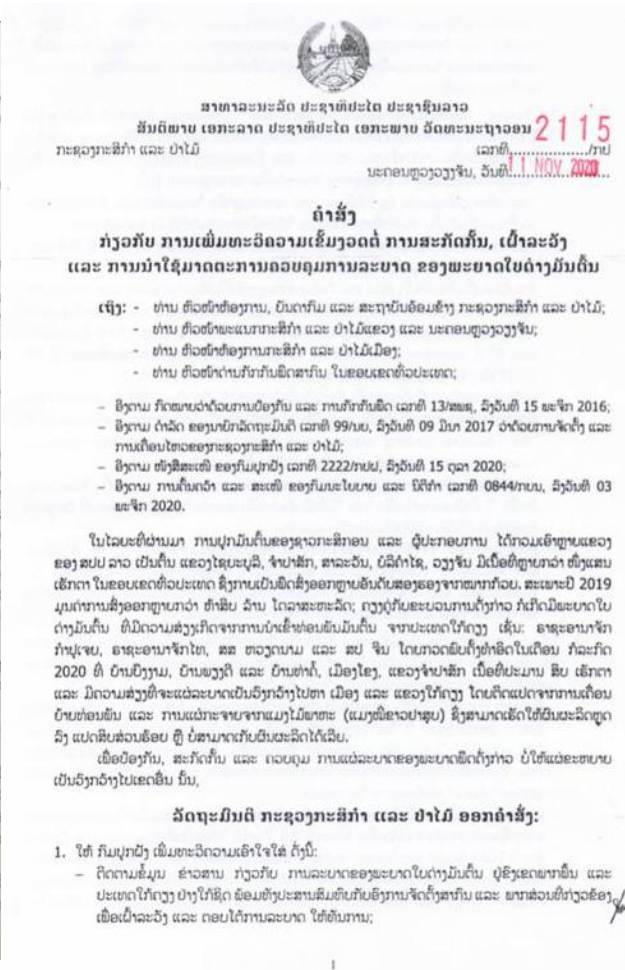 ສາທາລະນະລັດ ປະຊາທິປະໄຕ ປະຊາຊົນລາວ
ສັນຕິພາບ ເອກະລາດ ປະຊາທິປະໄຕ ເອກະພາບ ວັດທະນະຖາວອນ
ກະຊວງກະສິກຳ ແລະ ປ່າໄມ້
ເລກທີ 2115 /ກປ
ນະຄອນຫຼວງວຽງຈັນ, ວັນທີ 11 NOV 2020
ຄຳສັ່ງ
ກ່ຽວກັບ ການເພີ່ມທະວີຄວາມເຂັ້ມງວດຕໍ່ ການສະກັດກັ້ນ, ເຝົ້າລະວັງ
ແລະ ການນຳໃຊ້ມາດຕະການຄວບຄຸມການລະບາດ ຂອງພະຍາດໃບດ່າງມັນຕົ້ນ
ເຖິງ: - ທ່ານ ຫົວໜ້າຫ້ອງການ, ບັນດາກົມ ແລະ ສະຖາບັນອ້ອມຂ້າງ ກະຊວງກະສິກຳ ແລະ ປ່າໄມ້;
- ທ່ານ ຫົວໜ້າພະແນກກະສິກຳ ແລະ ປ່າໄມ້ແຂວງ ແລະ ນະຄອນຫຼວງວຽງຈັນ;
- ທ່ານ ຫົວໜ້າຫ້ອງການກະສິກຳ ແລະ ປ່າໄມ້ເມືອງ;
- ທ່ານ ຫົວໜ້າດ່ານກັກກັນພືດສາກົນ ໃນຂອບເຂດທົ່ວປະເທດ;
– ອີງຕາມ ກົດໝາຍວ່າດ້ວຍການປ້ອງກັນ ແລະ ການກັກກັນພືດ ເລກທີ 13/ສພຊ, ລົງວັນທີ 15 ພະຈິກ 2016;
– ອີງຕາມ ດຳລັດ ຂອງນາຍົກລັດຖະມົນຕີ ເລກທີ 99/ນຍ, ລົງວັນທີ 09 ມີນາ 2017 ວ່າດ້ວຍການຈັດຕັ້ງ ແລະ
ການເຄື່ອນໄຫວຂອງກະຊວງກະສິກຳ ແລະ ປ່າໄມ້;
– ອີງຕາມ ໜັງສືສະເໜີ ຂອງກົມປູກຝັງ ເລກທີ 2222/ກປຝ, ລົງວັນທີ 15 ຕຸລາ 2020;
– ອີງຕາມ ການຄົ້ນຄວ້າ ແລະ ສະເໜີ ຂອງກົມນະໂຍບາຍ ແລະ ນິຕິກຳ ເລກທີ 0844/ກນນ, ລົງວັນທີ 03
ພະຈິກ 2020.
ໃນໄລຍະທີ່ຜ່ານມາ ການປູກມັນຕົ້ນຂອງຊາວກະສິກອນ ແລະ ຜູ້ປະກອບການ ໄດ້ກວມເອົາຫຼາຍແຂວງ
ຂອງ ສປປ ລາວ ເປັນຕົ້ນ ແຂວງໄຊຍະບູລີ, ຈຳປາສັກ, ສາລະວັນ, ບໍລິຄຳໄຊ, ວຽງຈັນ ມີເນື້ອທີ່ຫຼາຍກວ່າ ໜຶ່ງແສນ
ເຮັກຕາ ໃນຂອບເຂດທົ່ວປະເທດ ຊຶ່ງກາຍເປັນພືດສົ່ງອອກຫຼາຍອັນດັບສອງຮອງຈາກໝາກກ້ວຍ. ສະເພາະປີ 2019
ມູນຄ່າການສົ່ງອອກຫຼາຍກວ່າ ຫ້າສິບ ລ້ານ ໂດລາສະຫະລັດ; ຄຽງຄູ່ກັບຂະບວນການດັ່ງກ່າວ ກໍເກີດມີພະຍາດໃບ
ດ່າງມັນຕົ້ນ ທີ່ມີຄວາມສ່ຽງເກີດຈາກການນຳເຂົ້າທ່ອນພັນມັນຕົ້ນ ຈາກປະເທດໃກ້ຄຽງ ເຊັ່ນ: ຣາຊະອານາຈັກ
ກຳປູເຈຍ, ຣາຊະອານາຈັກໄທ, ສສ ຫວຽດນາມ ແລະ ສປ ຈີນ ໂດຍກວດພົບຄັ້ງທຳອິດໃນເດືອນ ກໍລະກົດ
2020 ທີ່ ບ້ານບຶງງາມ, ບ້ານພຽງດີ ແລະ ບ້ານທ່າຄໍ້, ເມືອງໂຂງ, ແຂວງຈຳປາສັກ ເນື້ອທີ່ປະມານ ສິບ ເຮັກຕາ
ແລະ ມີຄວາມສ່ຽງທີ່ຈະແຜ່ລະບາດເປັນວົງກວ້າງໄປຫາ ເມືອງ ແລະ ແຂວງໃກ້ຄຽງ ໂດຍຕິດແປດຈາກການເຄື່ອນ
ຍ້າຍທ່ອນພັນ ແລະ ການແຜ່ກະຈາຍຈາກແມງໄມ້ພາຫະ (ແມງໝີ່ຂາວຢາສູບ) ຊຶ່ງສາມາດເຮັດໃຫ້ຜົນຜະລິດຫຼຸດ
ລົງ ແປດສິບສ່ວນຮ້ອຍ ຫຼື ບໍ່ສາມາດເກັບຜົນຜະລິດໄດ້ເລີຍ.
ເພື່ອປ້ອງກັນ, ສະກັດກັ້ນ ແລະ ຄວບຄຸມ ການແຜ່ລະບາດຂອງພະຍາດພືດດັ່ງກ່າວ ບໍ່ໃຫ້ແຜ່ຂະຫຍາຍ
ເປັນວົງກວ້າງໄປເຂດອື່ນ ນັ້ນ,
ລັດຖະມົນຕີ ກະຊວງກະສິກຳ ແລະ ປ່າໄມ້ ອອກຄຳສັ່ງ:
1. ໃຫ້ ກົມປູກຝັງ ເພີ່ມທະວີຄວາມເອົາໃຈໃສ່ ດັ່ງນີ້:
– ຕິດຕາມຂໍ້ມູນ ຂ່າວສານ ກ່ຽວກັບ ການລະບາດຂອງພະຍາດໃບດ່າງມັນຕົ້ນ ຢູ່ຂົງເຂດພາກພື້ນ ແລະ
ປະເທດໃກ້ຄຽງ ຢ່າງໃກ້ຊິດ ພ້ອມທັງປະສານສົມທົບກັບອົງການຈັດຕັ້ງສາກົນ ແລະ ພາກສ່ວນທີ່ກ່ຽວຂ້ອງ
ເພື່ອເຝົ້າລະວັງ ແລະ ຕອບໂຕ້ການລະບາດ ໃຫ້ທັນການ;
1